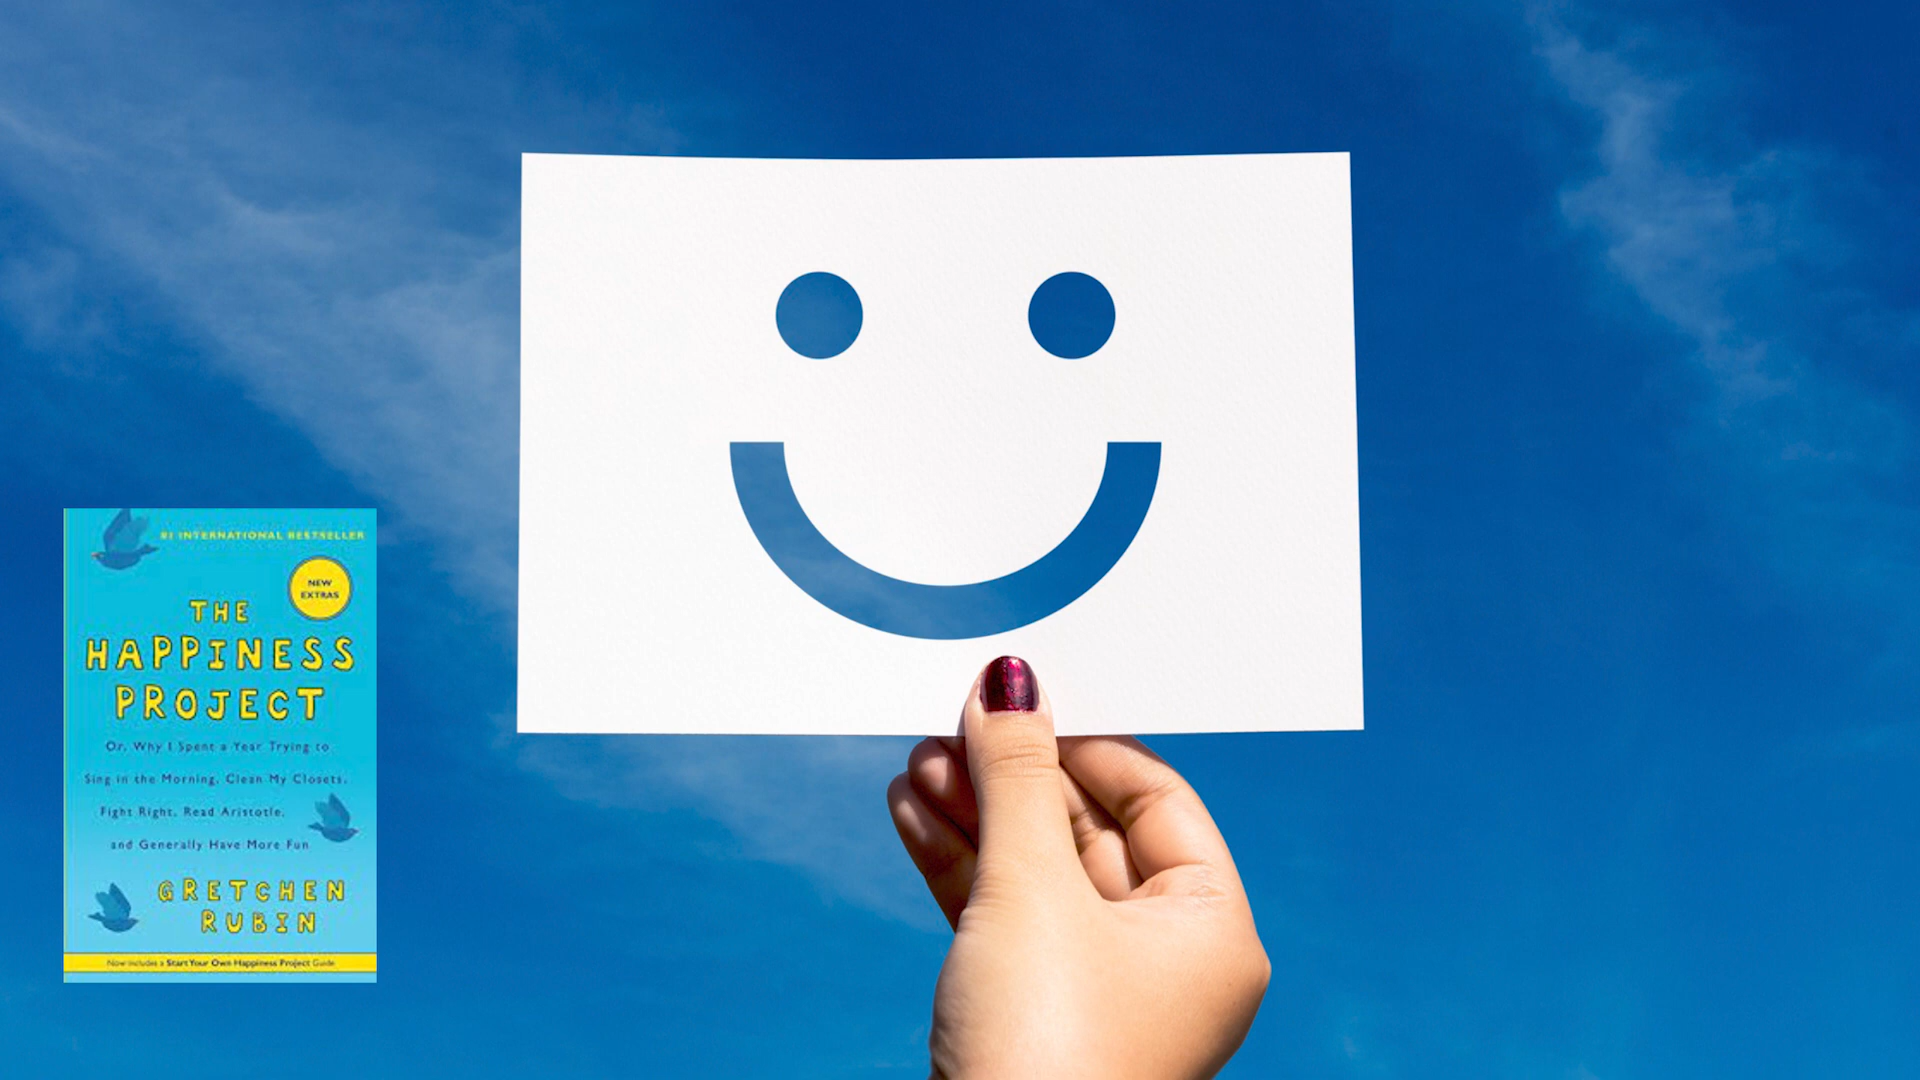 #1 INTERNATIONAL BESTSELLER
NEW
EXTRAS
THE
HAPPINESS
PROJECT
Or, Why I Spent a Year Trying to
Sing in the Morning, Clean My Closets,
Fight Right, Read Aristotle,
and Generally Have More Fun
GRETCHEN
RUBIN
Now includes a Start Your Own Happiness Project Guide